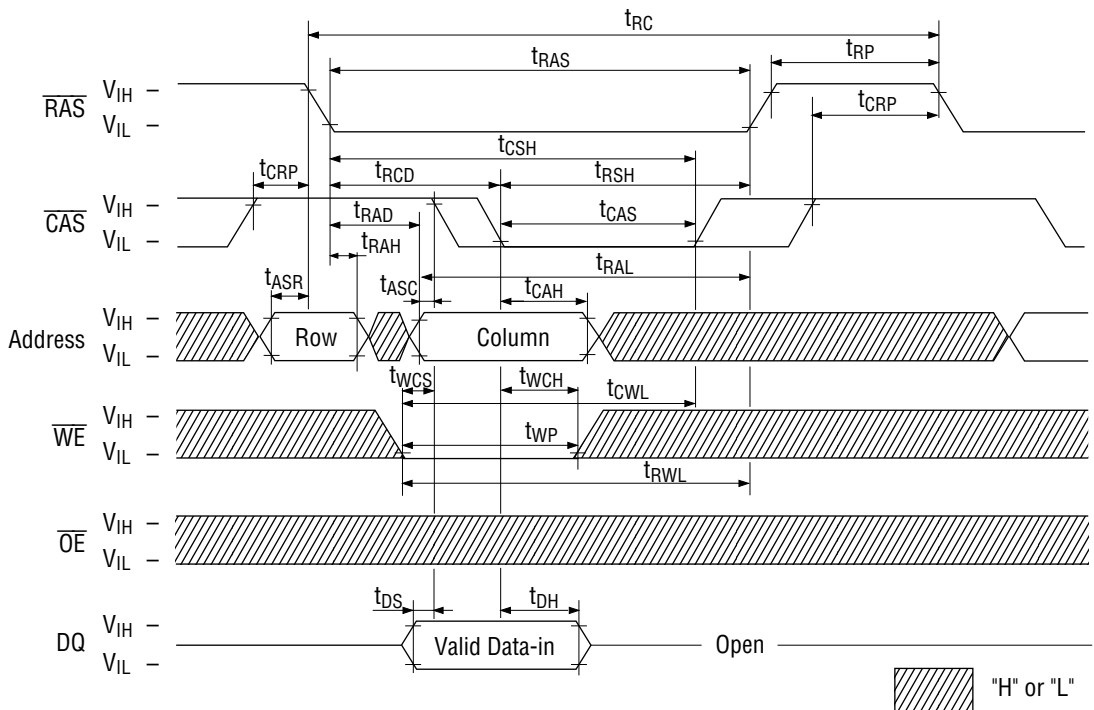 tRC
tRAS
tRP
RAS
VIH –
VIL –
tCRP
tCSH
tCRP
tRCD
tRSH
CAS
VIH –
VIL –
tRAD
tCAS
tRAH
tRAL
tASR
tASC
tCAH
Address
VIH –
VIL –
Row
Column
tWCS
tWCH
tCWL
WE
VIH –
VIL –
tWP
tRWL
OE
VIH –
VIL –
tDS
tDH
DQ
VIH –
VIL –
Valid Data-in
Open
"H" or "L"